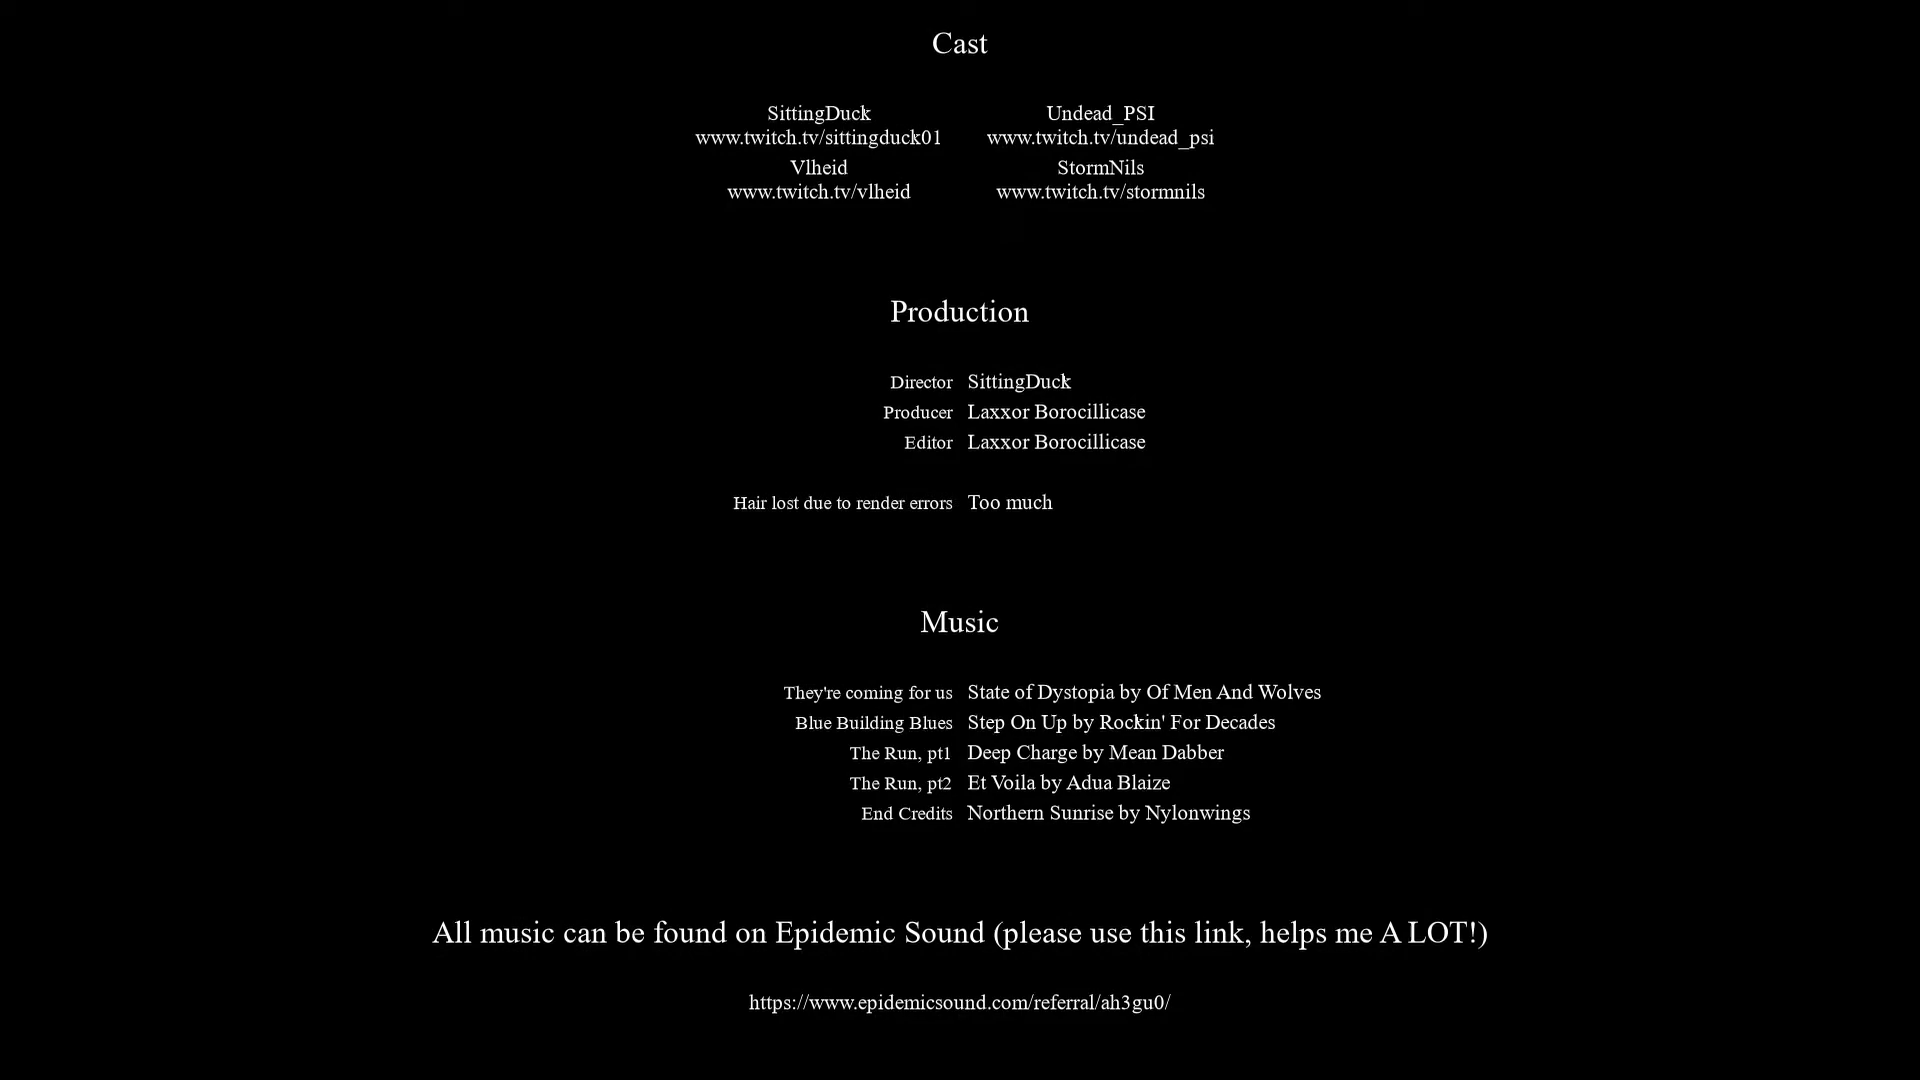 Cast
SittingDuck Undead_PSI
www.twitch.tv/sittingduck01 www.twitch.tv/undead_psi
Vlheid StormNils
www.twitch.tv/vlheid www.twitch.tv/stormnils
Production
Director SittingDuck
Producer Laxxor Borocillicase
Editor Laxxor Borocillicase
Hair lost due to render errors Too much
Music
They're coming for us State of Dystopia by Of Men And Wolves
Blue Building Blues Step On Up by Rockin' For Decades
The Run, pt1 Deep Charge by Mean Dabber
The Run, pt2 Et Voila by Adua Blaize
End Credits Northern Sunrise by Nylonwings
All music can be found on Epidemic Sound (please use this link, helps me A LOT!)
https://www.epidemicsound.com/referral/ah3gu0/